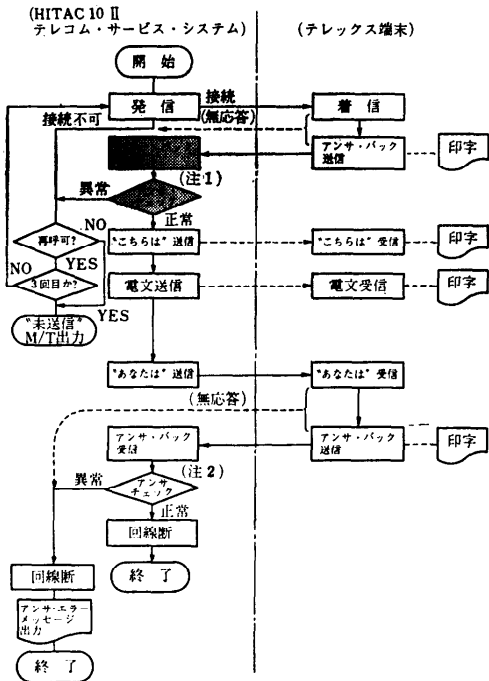 (HITAC 10 II
テレコム・サービス・システム)
(テレックス端末)
開始
発信
接続
(無応答)
着信
接続不可
アンサ・バック
送信
印字
(注1)
異常
正常
再呼可?
NO
YES
"こちらは"送信
"こちらは"受信
印字
NO
3回目か?
YES
電文送信
電文受信
印字
"未送信"
M/T出力
"あなたは"送信
"あなたは"受信
(無応答)
アンサ・バック
受信
アンサ・バック
送信
印字
(注2)
異常
アンサ
チェック
正常
回線断
終了
回線断
アンサ・エラー
メッセージ
出力
終了